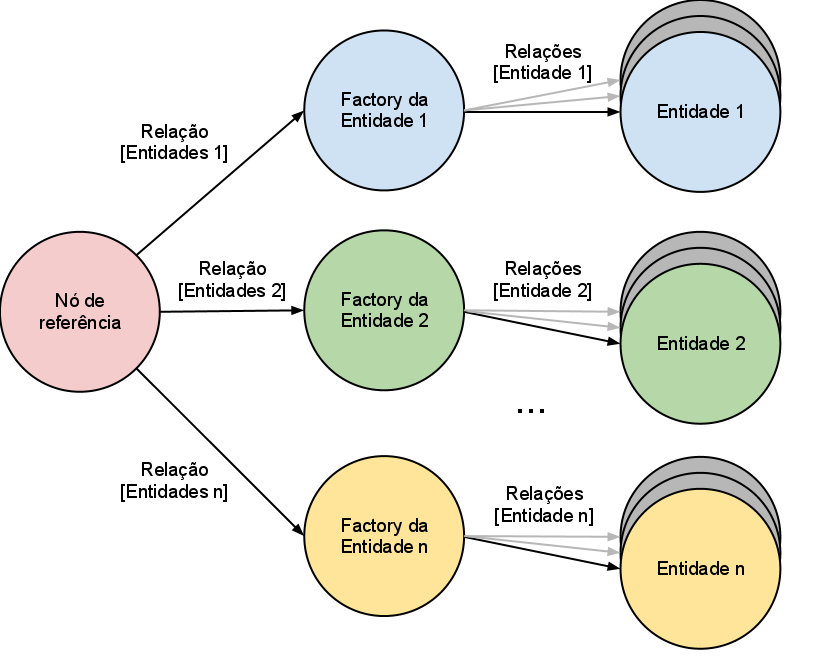 Relações
[Entidade 1]
Factory da
Entidade 1
Entidade 1
Relação
[Entidades 1]
Nó de
referência
Relação
[Entidades 2]
Factory da
Entidade 2
Relações
[Entidade 2]
Entidade 2
...
Relação
[Entidades n]
Factory da
Entidade n
Relações
[Entidade n]
Entidade n